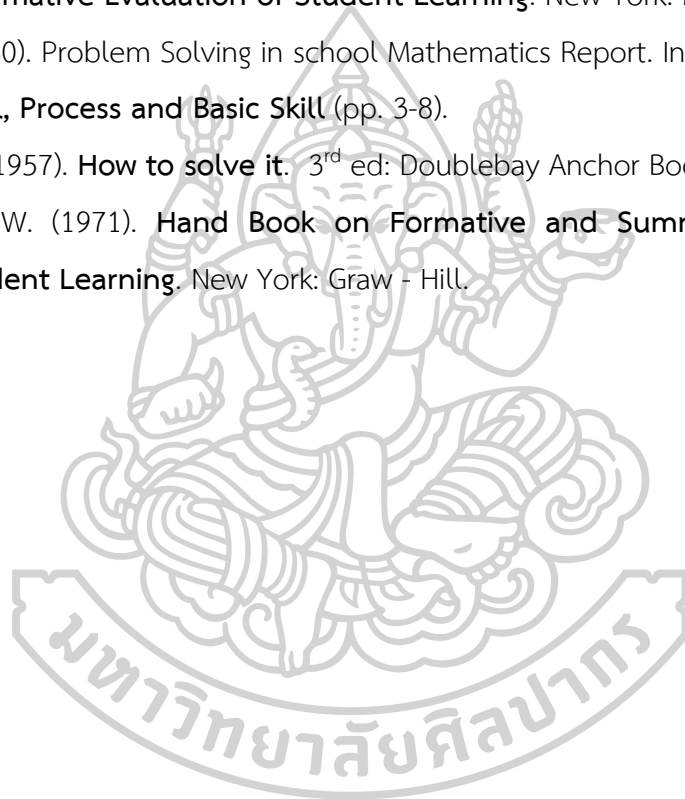 mative Evaluation of Student Learning. New York:
0). Problem Solving in school Mathematics Report. In
, Process and Basic Skill (pp. 3-8).
1957). How to solve it. 3rd ed: Doublebay Anchor Boo
W. (1971). Hand Book on Formative and Summ
dent Learning. New York: Graw - Hill.
มหาวิทยาลัยศิลปากร